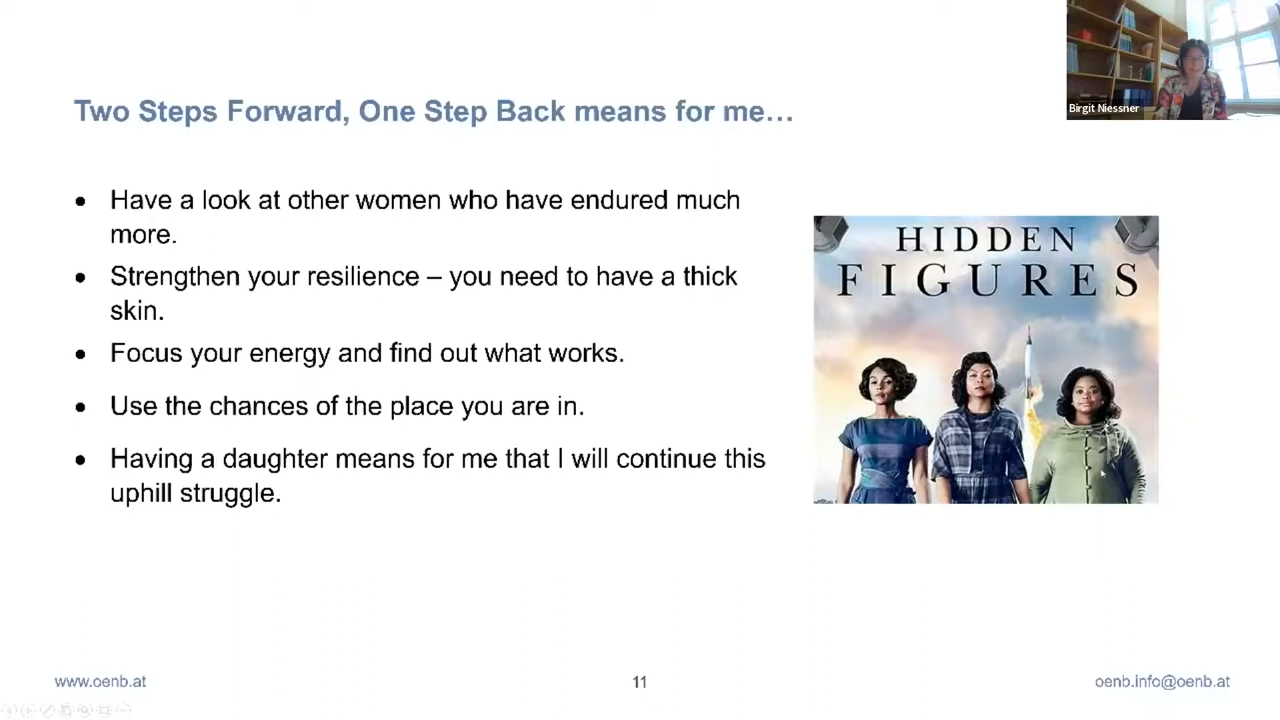 Birgit Niessner
Two Steps Forward, One Step Back means for me…
• Have a look at other women who have endured much
more.
• Strengthen your resilience – you need to have a thick
skin.
• Focus your energy and find out what works.
• Use the chances of the place you are in.
• Having a daughter means for me that I will continue this
uphill struggle.
HIDDEN
FIGURES
www.oenb.at
11
oenb.info@oenb.at